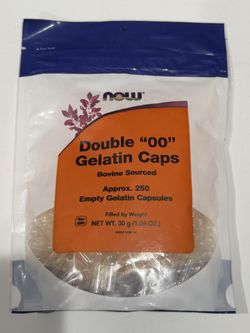 NOW
Double "00"
Gelatin Caps
Bovine Sourced
Approx. 250
Empty Gelatin Capsules
Filled by Weight
NET WT. 30 g (1.06 OZ.)